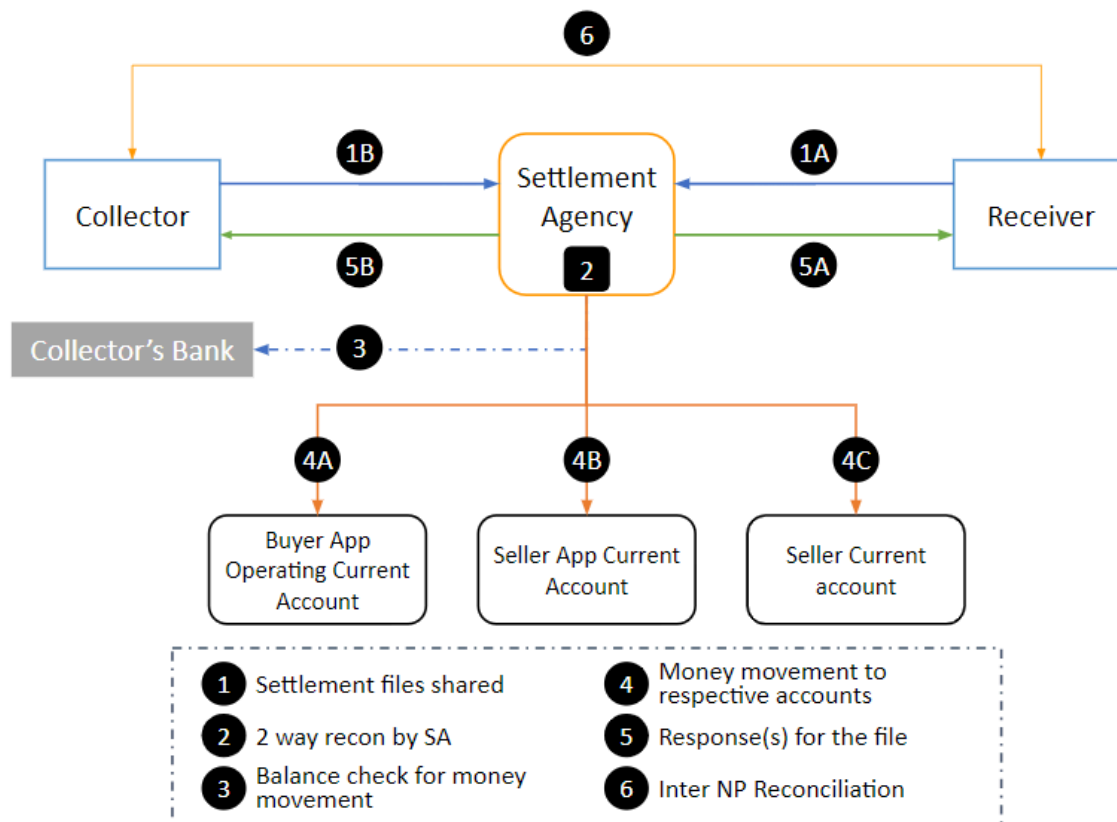 6
1B
1A
Collector
Settlement
Agency
2
Receiver
5B
5A
Collector’s Bank
3
4A
4B
4C
Buyer App
Operating Current
Account
Seller App Current
Account
Seller Current
account
1 Settlement files shared
2 2 way recon by SA
3 Balance check for money
movement
4 Money movement to
respective accounts
5 Response(s) for the file
6 Inter NP Reconciliation